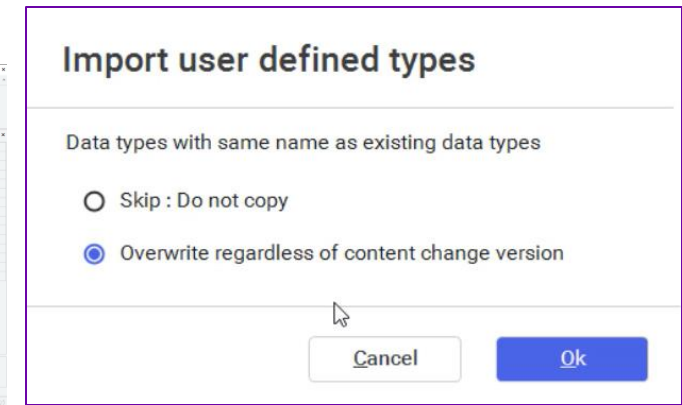 Import user defined types
Data types with same name as existing data types
Skip : Do not copy
Overwrite regardless of content change version
Cancel
Ok